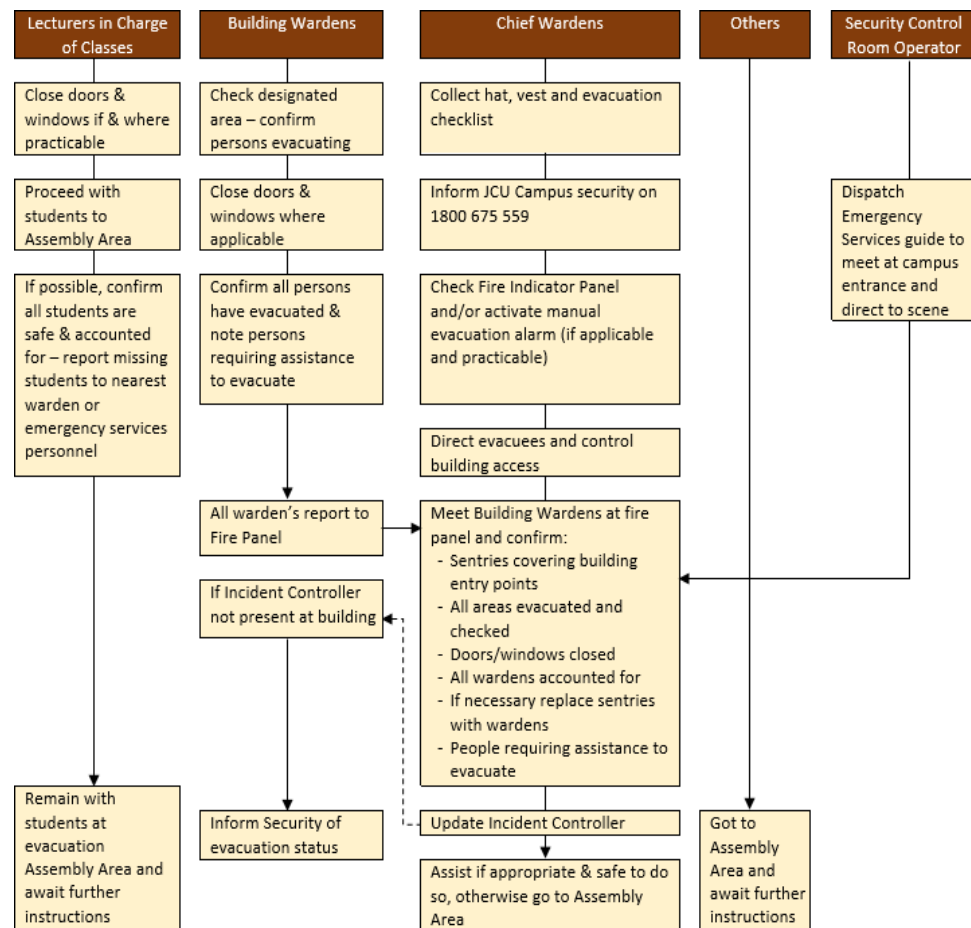 Lecturers in Charge
of Classes
Building Wardens
Chief Wardens
Others
Security Control
Room Operator
Close doors &
windows if & where
practicable
Proceed with
students to
Assembly Area
If possible, confirm
all students are
safe & accounted
for – report missing
students to nearest
warden or
emergency services
personnel
Remain with
students at
evacuation
Assembly Area and
await further
instructions
Check designated
area – confirm
persons evacuating
Close doors &
windows where
applicable
Confirm all persons
have evacuated &
note persons
requiring assistance
to evacuate
All warden's report to
Fire Panel
If Incident Controller
not present at building
Inform Security of
evacuation status
Collect hat, vest and evacuation
checklist
Inform JCU Campus security on
1800 675 559
Check Fire Indicator Panel
and/or activate manual
evacuation alarm (if applicable
and practicable)
Direct evacuees and control
building access
Meet Building Wardens at fire
panel and confirm:
- Sentries covering building
entry points
- All areas evacuated and
checked
- Doors/windows closed
- All wardens accounted for
- If necessary replace sentries
with wardens
- People requiring assistance to
evacuate
Update Incident Controller
Assist if appropriate & safe to do
so, otherwise go to Assembly
Area
Got to
Assembly
Area and
await further
instructions
Dispatch
Emergency
Services guide to
meet at campus
entrance and
direct to scene